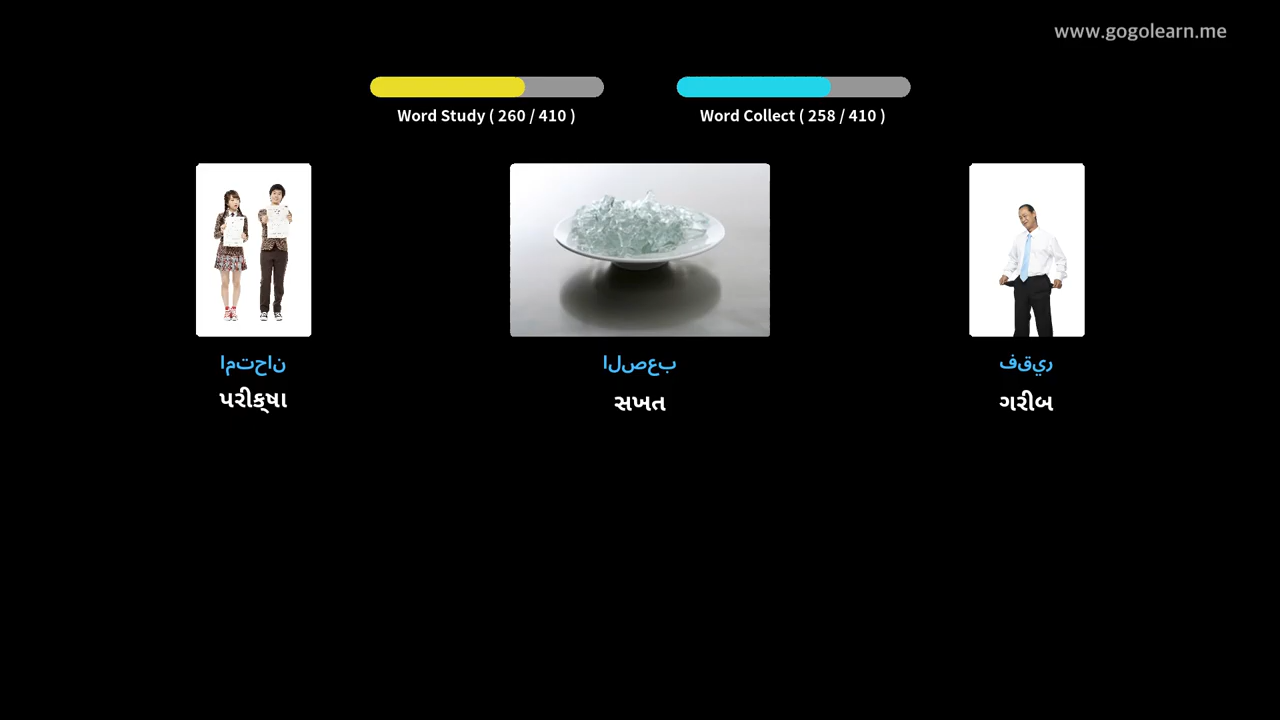 www.gogolearn.me
Word Study ( 260 / 410 )
Word Collect ( 258 / 410 )
امتحان
الصعب
فقير
પરીક્ષા
સખત
ગરીબ